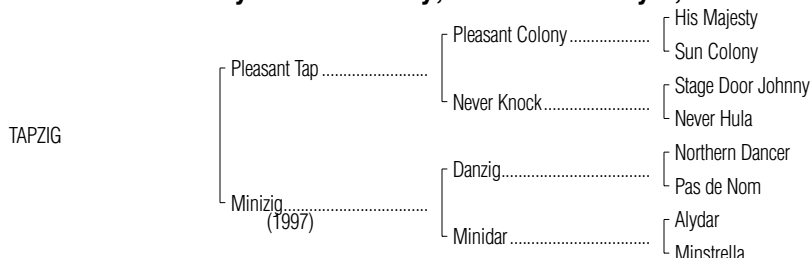 His Majesty
Pleasant Colony
Sun Colony
Pleasant Tap
Stage Door Johnny
Never Knock
Never Hula
TAPZIG
Northern Dancer
Danzig
Pas de Nom
Minizig
(1997)
Alydar
Minidar
Minstrella